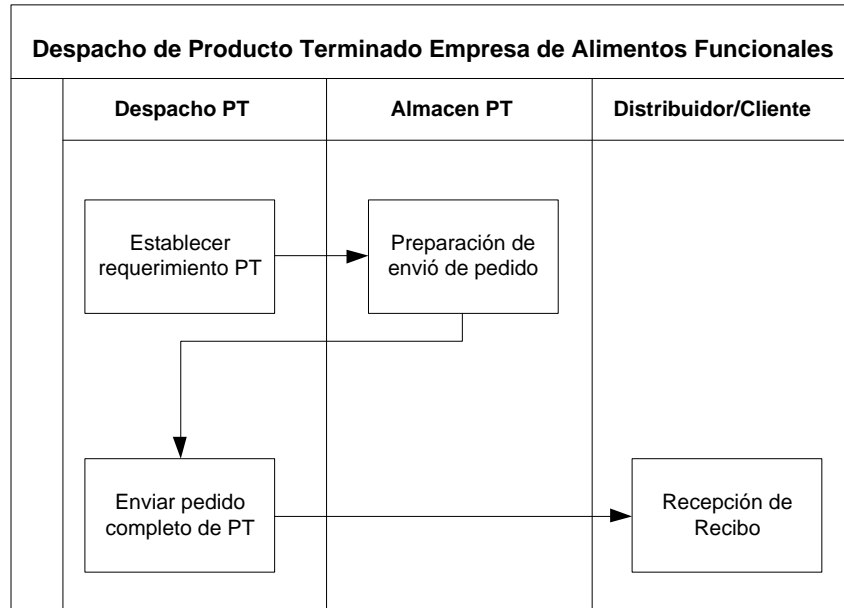 Despacho de Producto Terminado Empresa de Alimentos Funcionales
Despacho PT
Almacen PT
Distribuidor/Cliente
Establecer
requerimiento PT
Preparación de
envió de pedido
Enviar pedido
completo de PT
Recepción de
Recibo